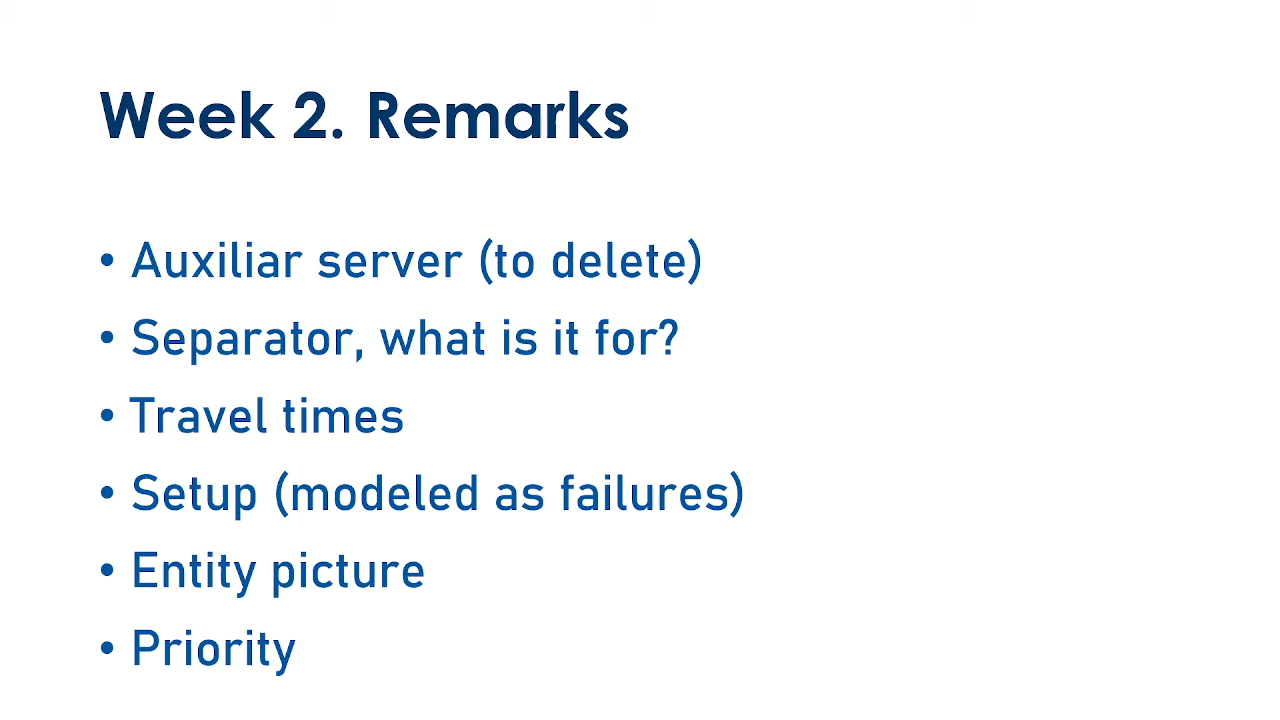 Week 2. Remarks
• Auxiliar server (to delete)
• Separator, what is it for?
• Travel times
• Setup (modeled as failures)
• Entity picture
• Priority